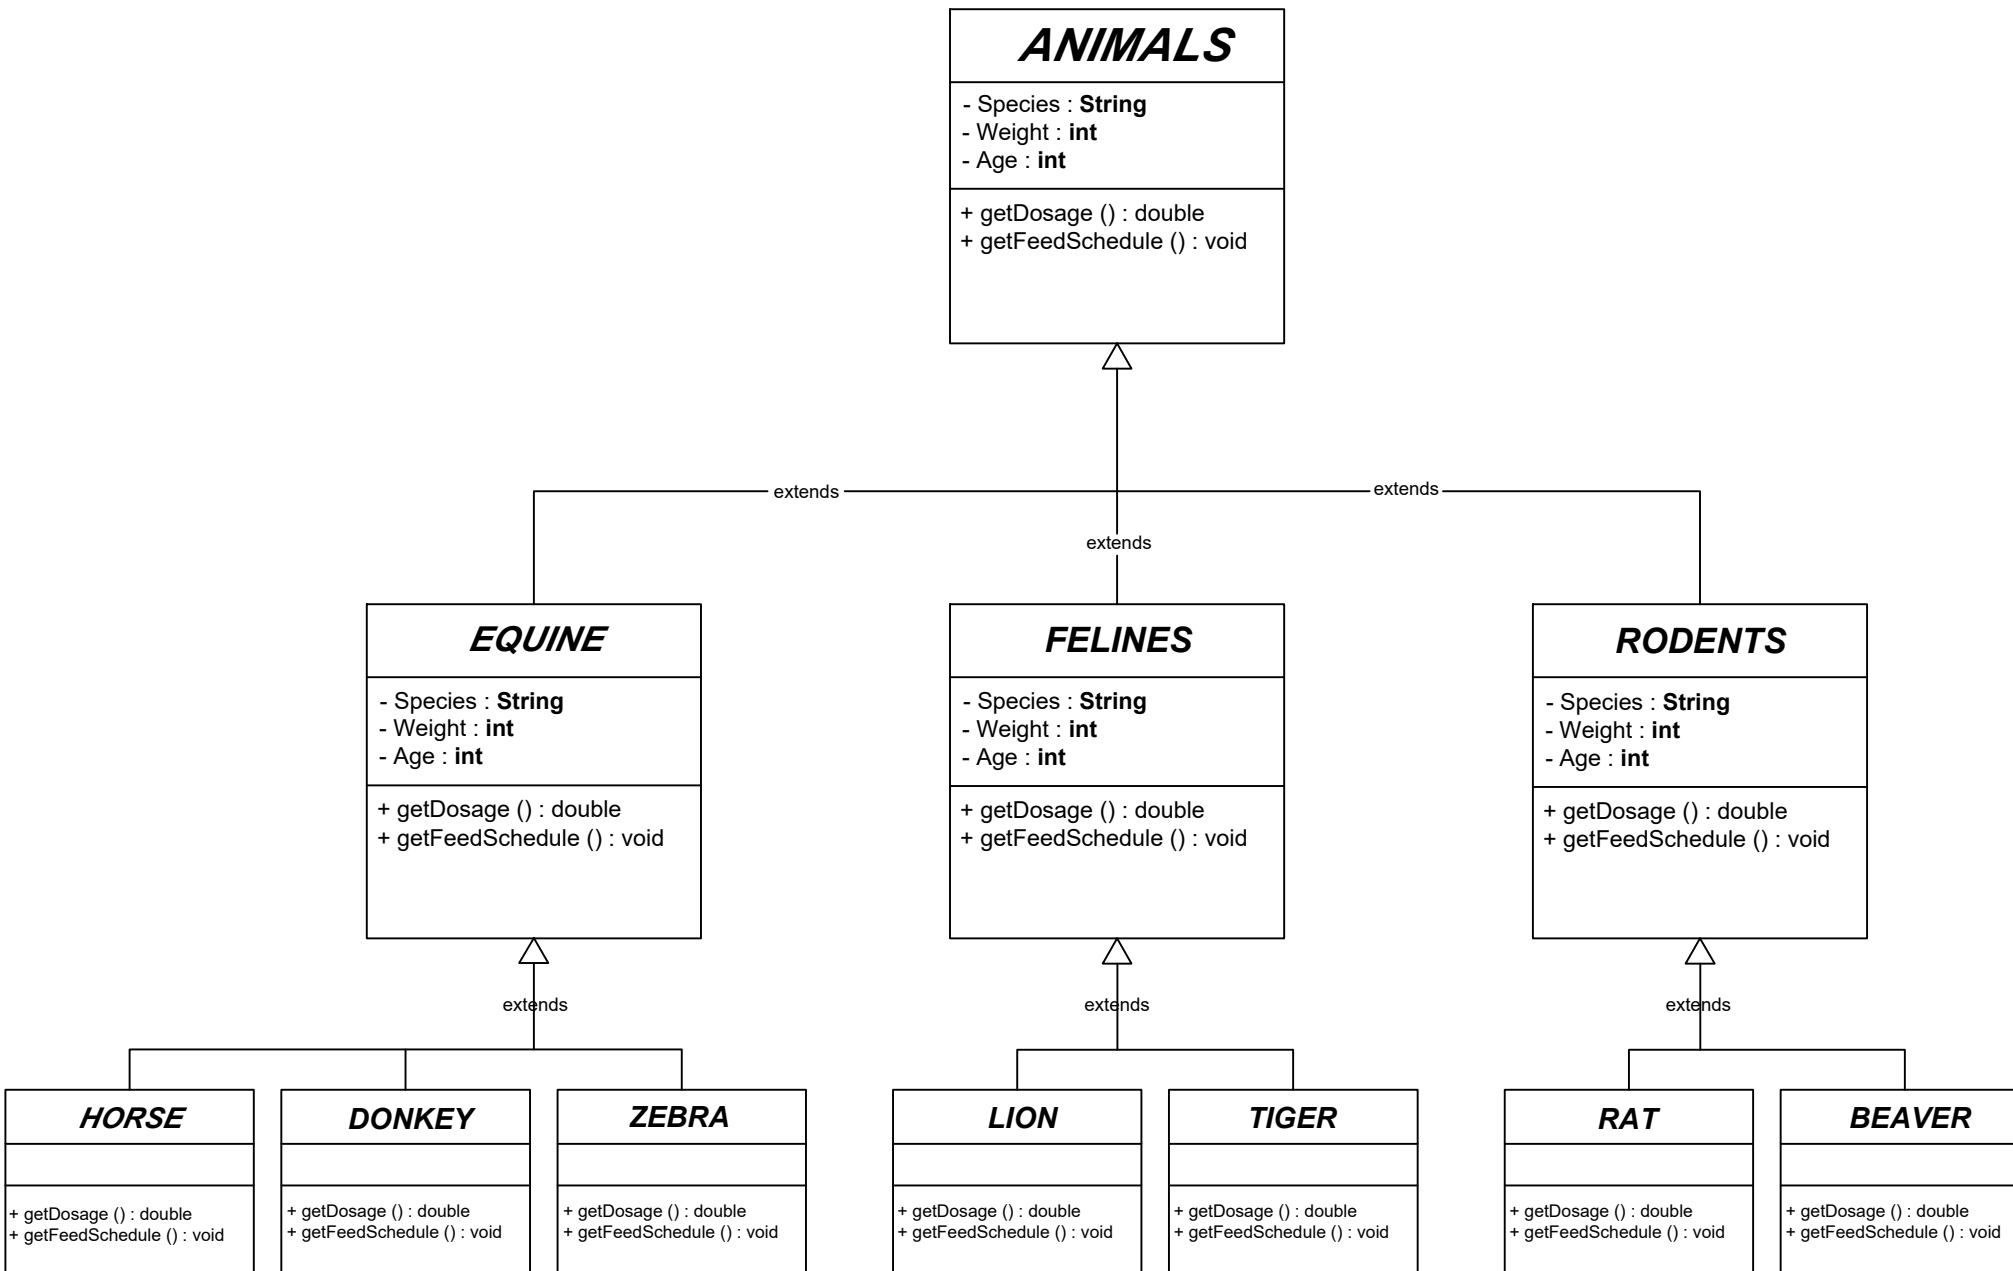 ANIMALS
- Species : String
- Weight : int
- Age : int
+ getDosage () : double
+ getFeedSchedule () : void
extends
extends
extends
EQUINE
- Species : String
- Weight : int
- Age : int
+ getDosage () : double
+ getFeedSchedule () : void
FELINES
- Species : String
- Weight : int
- Age : int
+ getDosage () : double
+ getFeedSchedule () : void
RODENTS
- Species : String
- Weight : int
- Age : int
+ getDosage () : double
+ getFeedSchedule () : void
extends
extends
extends
HORSE
+ getDosage () : double
+ getFeedSchedule () : void
DONKEY
+ getDosage () : double
+ getFeedSchedule () : void
ZEBRA
+ getDosage () : double
+ getFeedSchedule () : void
LION
+ getDosage () : double
+ getFeedSchedule () : void
TIGER
+ getDosage () : double
+ getFeedSchedule () : void
RAT
+ getDosage () : double
+ getFeedSchedule () : void
BEAVER
+ getDosage () : double
+ getFeedSchedule () : void